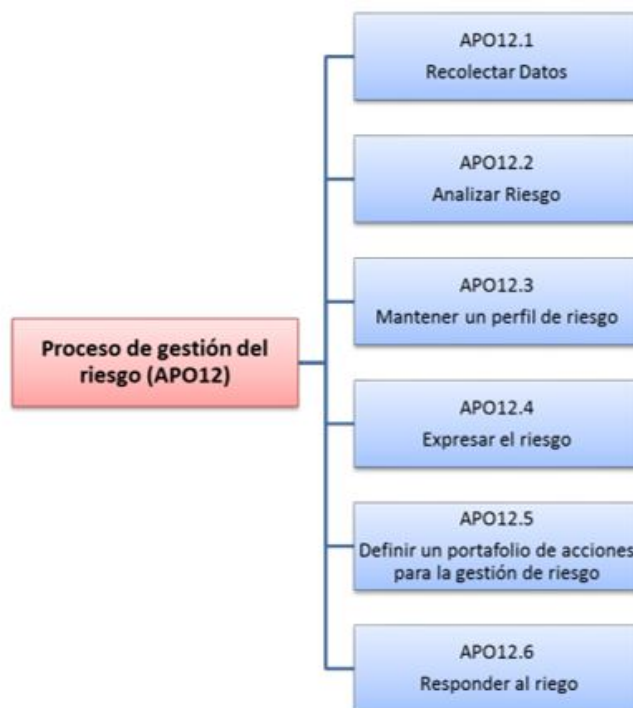 APO12.1
Recolectar Datos
APO12.2
Analizar Riesgo
APO12.3
Mantener un perfil de riesgo
Proceso de gestión del
riesgo (APO12)
APO12.4
Expresar el riesgo
APO12.5
Definir un portafolio de acciones
para la gestión de riesgo
APO12.6
Responder al riego